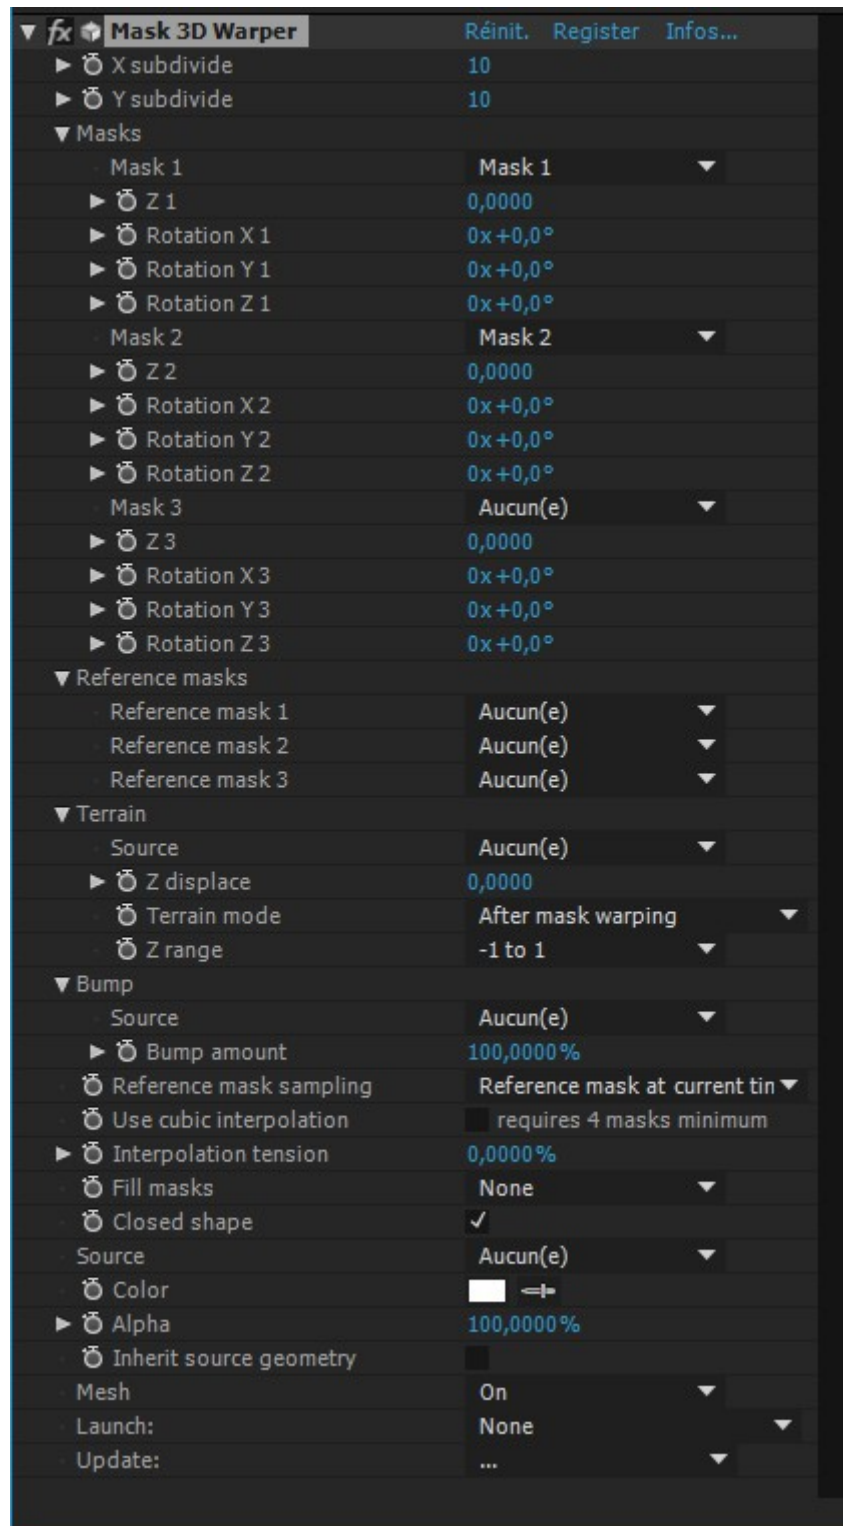 fx Mask 3D Warper Réinit. Register Infos...
X subdivide 10
Y subdivide 10
Masks
Mask 1 Mask 1
Z 1 0,0000
Rotation X 1 0x+0,0°
Rotation Y 1 0x+0,0°
Rotation Z 1 0x+0,0°
Mask 2 Mask 2
Z 2 0,0000
Rotation X 2 0x+0,0°
Rotation Y 2 0x+0,0°
Rotation Z 2 0x+0,0°
Mask 3 Aucun(e)
Z 3 0,0000
Rotation X 3 0x+0,0°
Rotation Y 3 0x+0,0°
Rotation Z 3 0x+0,0°
Reference masks
Reference mask 1 Aucun(e)
Reference mask 2 Aucun(e)
Reference mask 3 Aucun(e)
Terrain
Source Aucun(e)
Z displace 0,0000
Terrain mode After mask warping
Z range -1 to 1
Bump
Source Aucun(e)
Bump amount 100,0000%
Reference mask sampling Reference mask at current tin
Use cubic interpolation requires 4 masks minimum
Interpolation tension 0,0000%
Fill masks None
Closed shape
Source Aucun(e)
Color
Alpha 100,0000%
Inherit source geometry
Mesh On
Launch: None
Update: ...